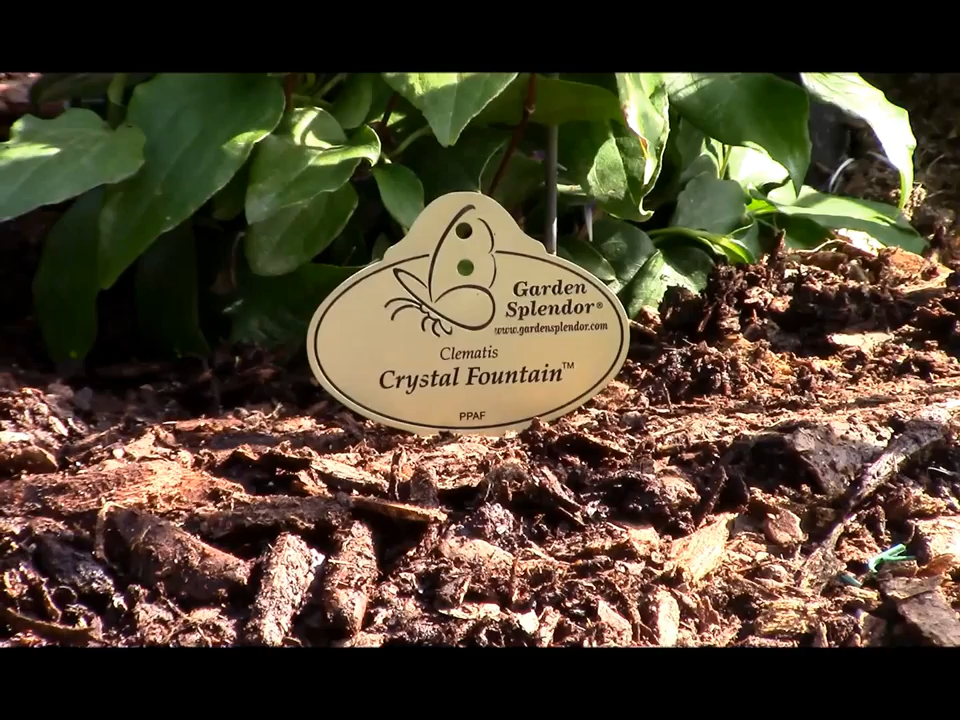 Garden
Splendor®
www.gardensplendor.com
Clematis
Crystal Fountain™
PPAF